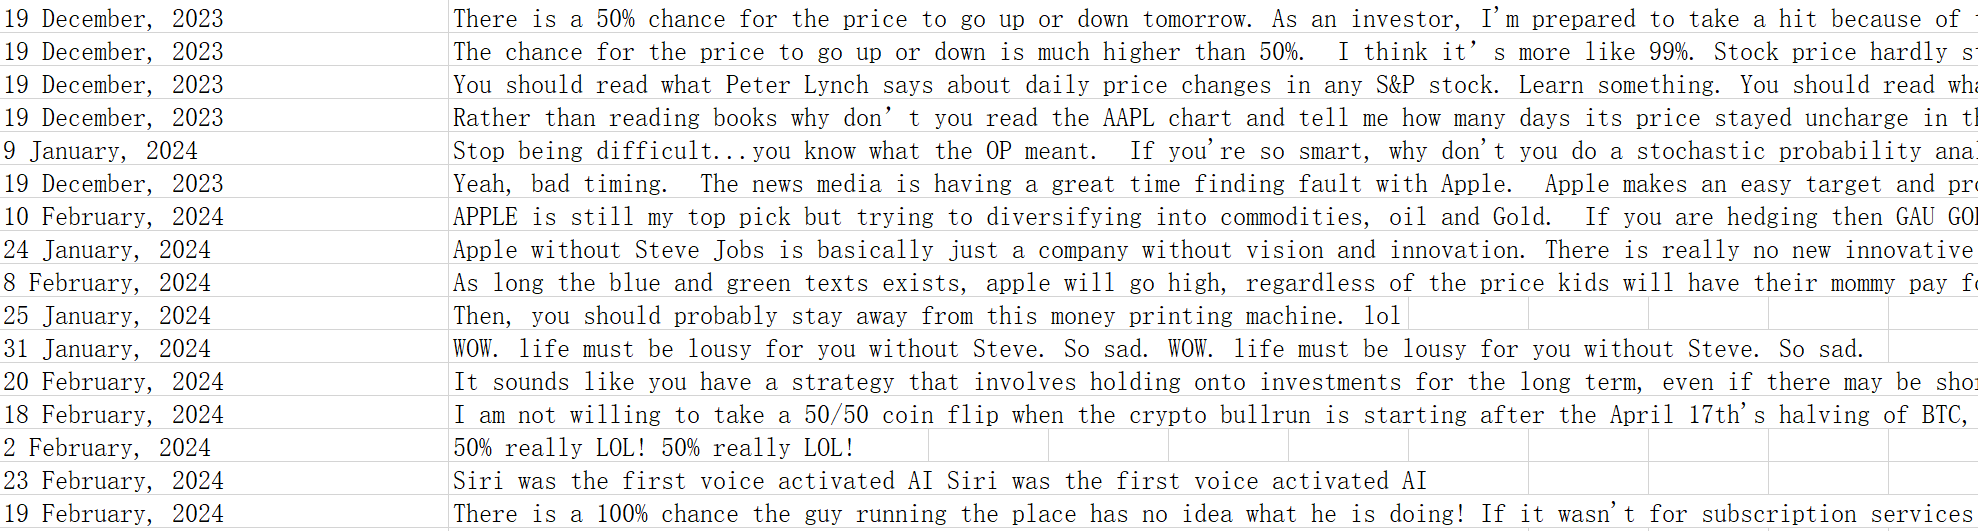 19 December, 2023 There is a 50% chance for the price to go up or down tomorrow. As an investor, I'm prepared to take a hit because of
19 December, 2023 The chance for the price to go up or down is much higher than 50%.  I think it’s more like 99%. Stock price hardly
19 December, 2023 You should read what Peter Lynch says about daily price changes in any S&P stock. Learn something. You should read
19 December, 2023 Rather than reading books why don’t you read the AAPL chart and tell me how many days its price stayed uncharge in
9 January, 2024 Stop being difficult...you know what the OP meant.  If you're so smart, why don't you do a stochastic probability
19 December, 2023 Yeah, bad timing.  The news media is having a great time finding fault with Apple.  Apple makes an easy target and
10 February, 2024 APPLE is still my top pick but trying to diversifying into commodities, oil and Gold.  If you are hedging then GAU
24 January, 2024 Apple without Steve Jobs is basically just a company without vision and innovation. There is really no new innovative
8 February, 2024 As long the blue and green texts exists, apple will go high, regardless of the price kids will have their mommy pay
25 January, 2024 Then, you should probably stay away from this money printing machine. lol
31 January, 2024 WOW. life must be lousy for you without Steve. So sad. WOW. life must be lousy for you without Steve. So sad.
20 February, 2024 It sounds like you have a strategy that involves holding onto investments for the long term, even if there may be
18 February, 2024 I am not willing to take a 50/50 coin flip when the crypto bullrun is starting after the April 17th's halving of BTC,
2 February, 2024 50% really LOL! 50% really LOL!
23 February, 2024 Siri was the first voice activated AI Siri was the first voice activated AI
19 February, 2024 There is a 100% chance the guy running the place has no idea what he is doing! If it wasn't for subscription services